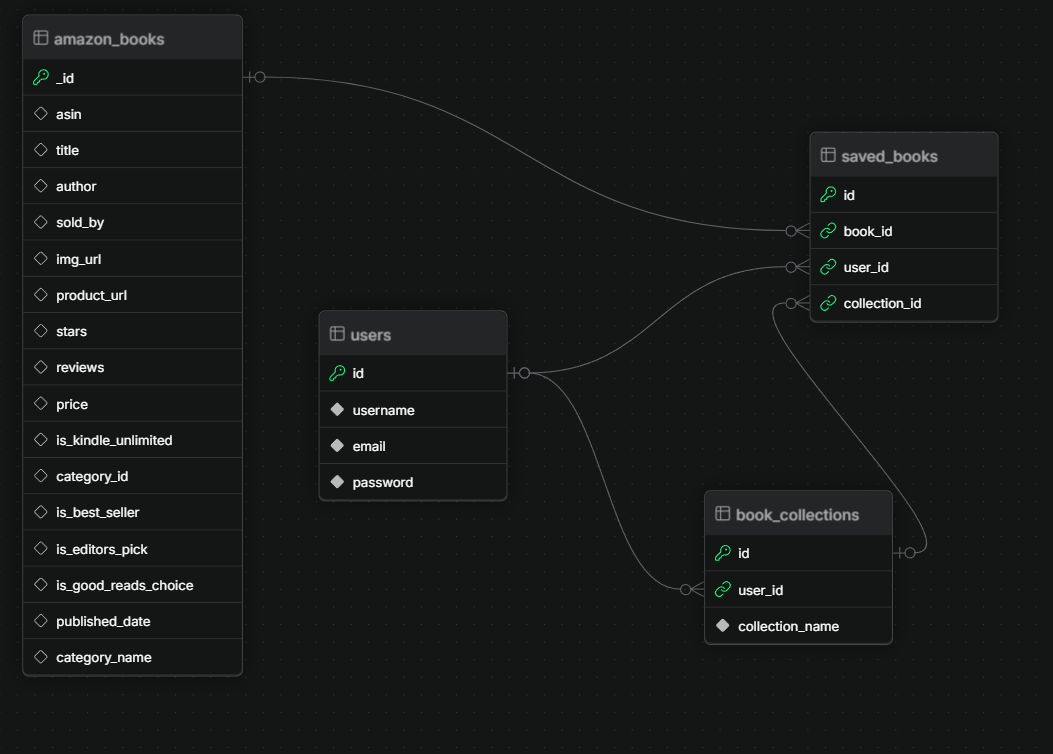 amazon_books
_id
asin
title
author
sold_by
img_url
product_url
stars
reviews
price
is_kindle_unlimited
category_id
is_best_seller
is_editors_pick
is_good_reads_choice
published_date
category_name
users
id
username
email
password
saved_books
id
book_id
user_id
collection_id
book_collections
id
user_id
collection_name